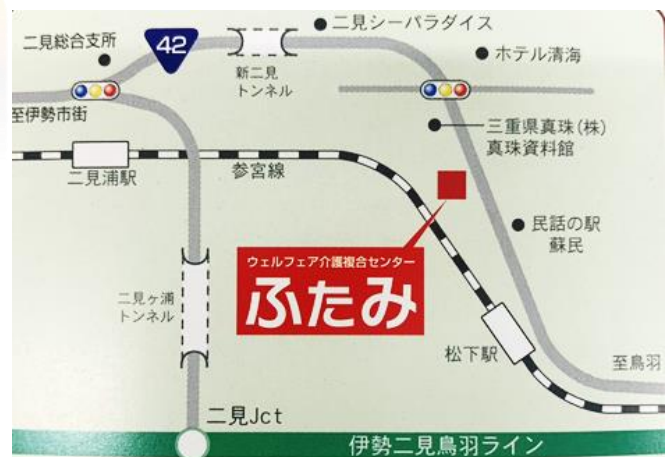 二見シーパラダイス
二見総合支所
42
ホテル清海
新二見
トンネル
至伊勢市街
三重県真珠(株)
真珠資料館
二見浦駅
参宮線
民話の駅
蘇民
ウェルフェア介護複合センター
ふたみ
二見ヶ浦
トンネル
松下駅
至鳥羽
二見Jct
伊勢二見鳥羽ライン